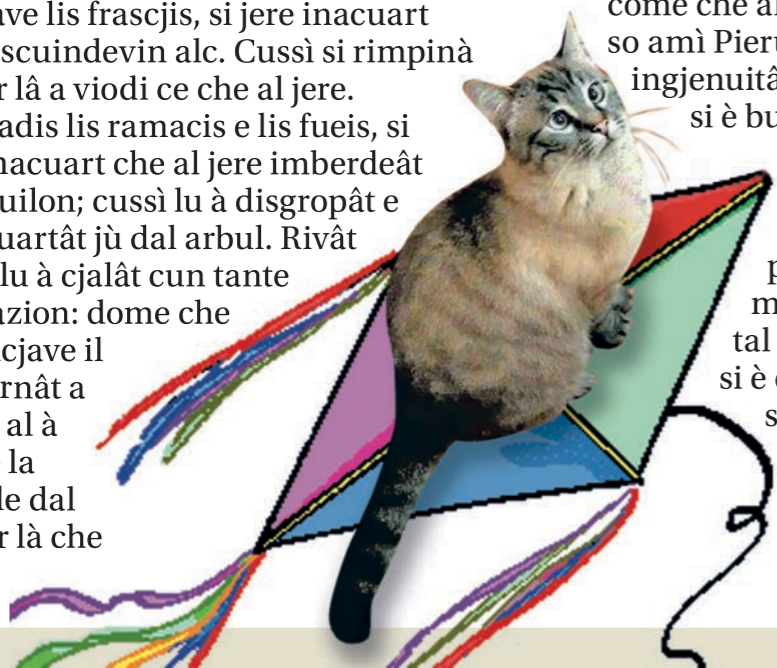 ave lis frascjis, si jere inacuart
scuindevin alc. Cussì si rimpinà
r lâ a viodi ce che al jere.
adis lis ramacis e lis fueis, si
nacuart che al jere imberdeât
uilon; cussì lu à disgropât e
uartât jù dal arbul. Rivât
lu à cjalât cun tante
azion: dome che
cjave il
rnât a
al à
la
le dal
r là che
come che al
so amì Pier
ingjenuitâ
si è bu
p
m
tal
si è
s